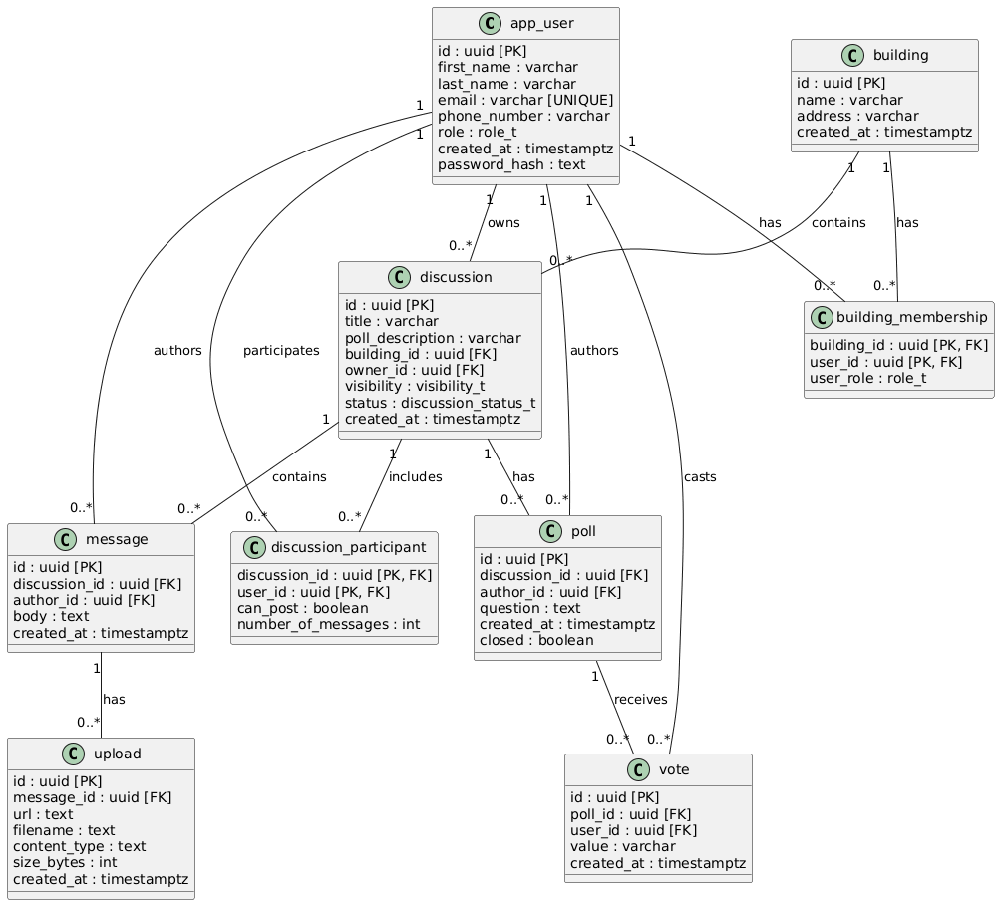 C app_user
id : uuid [PK]
first_name : varchar
last_name : varchar
email : varchar [UNIQUE]
phone_number : varchar
role : role_t
created_at : timestamptz
password_hash : text
C building
id : uuid [PK]
name : varchar
address : varchar
created_at : timestamptz
1
1
1
1
1
1
1
1
owns
has
contains
has
0..*
0..*
0..*
0..*
C discussion
id : uuid [PK]
title : varchar
poll_description : varchar
building_id : uuid [FK]
owner_id : uuid [FK]
visibility : visibility_t
status : discussion_status_t
created_at : timestamptz
C building_membership
building_id : uuid [PK, FK]
user_id : uuid [PK, FK]
user_role : role_t
authors
participates
authors
1
1
1
contains
includes
has
casts
0..*
0..*
0..*
0..*
0..*
0..*
C message
id : uuid [PK]
discussion_id : uuid [FK]
author_id : uuid [FK]
body : text
created_at : timestamptz
C discussion_participant
discussion_id : uuid [PK, FK]
user_id : uuid [PK, FK]
can_post : boolean
number_of_messages : int
C poll
id : uuid [PK]
discussion_id : uuid [FK]
author_id : uuid [FK]
question : text
created_at : timestamptz
closed : boolean
1
1
has
receives
0..*
0..*
0..*
C upload
id : uuid [PK]
message_id : uuid [FK]
url : text
filename : text
content_type : text
size_bytes : int
created_at : timestamptz
C vote
id : uuid [PK]
poll_id : uuid [FK]
user_id : uuid [FK]
value : varchar
created_at : timestamptz